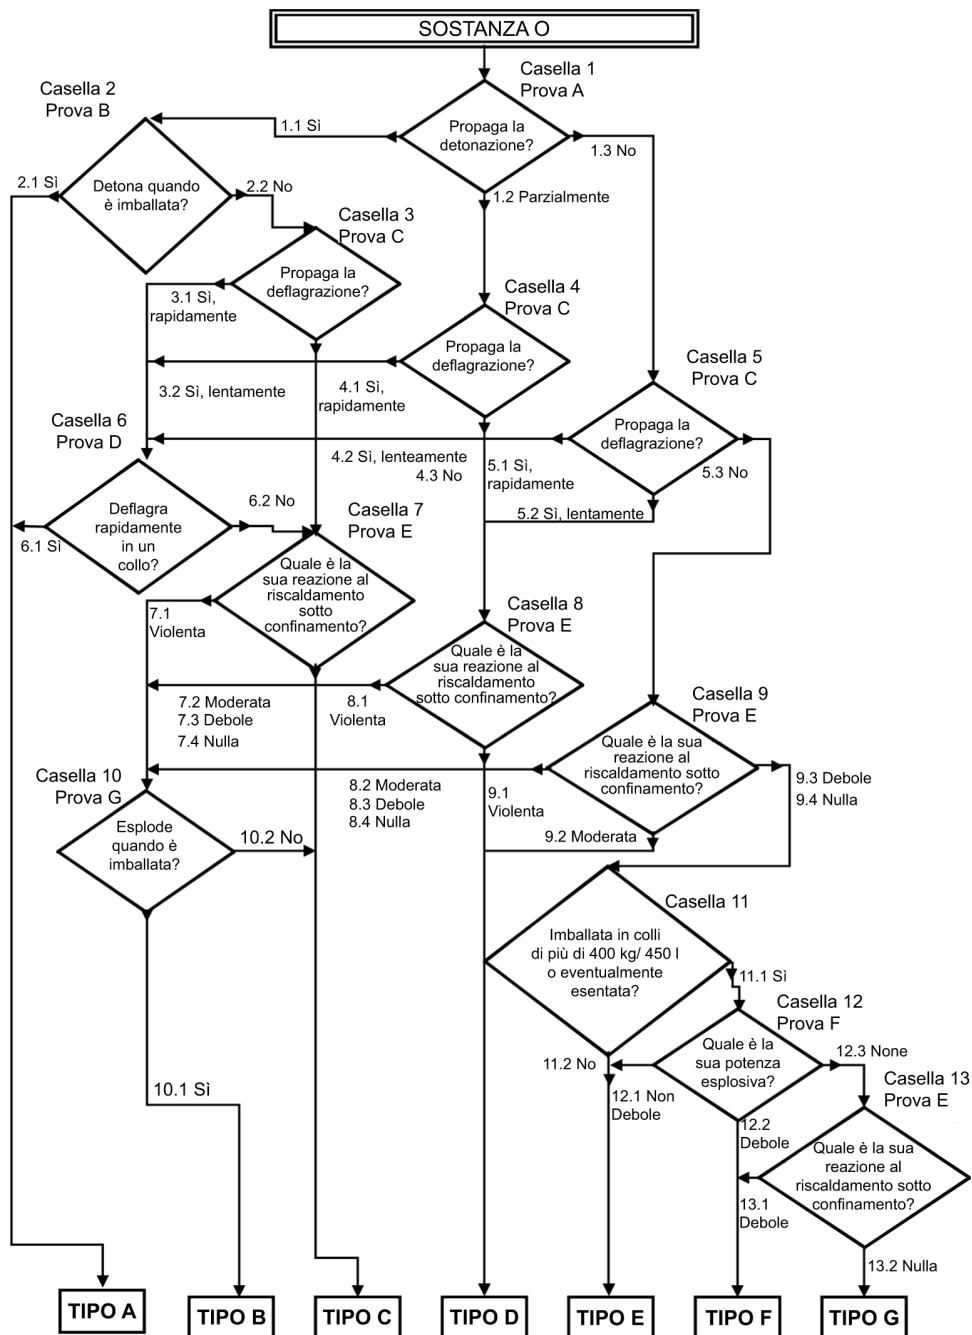 SOSTANZA O
Casella 1
Prova A
Propaga la
detonazione?
1.1 Sì
1.3 No
1.2 Parzialmente
Casella 2
Prova B
Detona quando
è imballata?
2.1 Sì
2.2 No
Casella 3
Prova C
Propaga la
deflagrazione?
3.1 Sì,
rapidamente
3.2 Sì, lentamente
Casella 4
Prova C
Propaga la
deflagrazione?
4.1 Sì,
rapidamente
4.2 Sì, lenteamente
4.3 No
Casella 5
Prova C
Propaga la
deflagrazione?
5.1 Sì,
rapidamente
5.3 No
5.2 Sì, lentamente
Casella 6
Prova D
Deflagra
rapidamente
in un
collo?
6.1 Sì
6.2 No
Casella 7
Prova E
Quale è la
sua reazione al
riscaldamento
sotto
confinamento?
7.1
Violenta
7.2 Moderata
7.3 Debole
7.4 Nulla
Casella 8
Prova E
Quale è la
sua reazione al
riscaldamento
sotto confinamento?
8.1
Violenta
8.2 Moderata
8.3 Debole
8.4 Nulla
Casella 9
Prova E
Quale è la sua
reazione al
riscaldamento sotto
confinamento?
9.1
Violenta
9.2 Moderata
9.3 Debole
9.4 Nulla
Casella 10
Prova G
Esplode
quando è
imballata?
10.2 No
10.1 Sì
Casella 11
Imballata in colli
di più di 400 kg/ 450 l
o eventualmente
esentata?
11.1 Sì
11.2 No
Casella 12
Prova F
Quale è la
sua potenza
esplosiva?
12.1 Non
Debole
12.2
Debole
12.3 None
Casella 13
Prova E
Quale è la sua
reazione al
riscaldamento sotto
confinamento?
13.1
Debole
13.2 Nulla
TIPO A
TIPO B
TIPO C
TIPO D
TIPO E
TIPO F
TIPO G